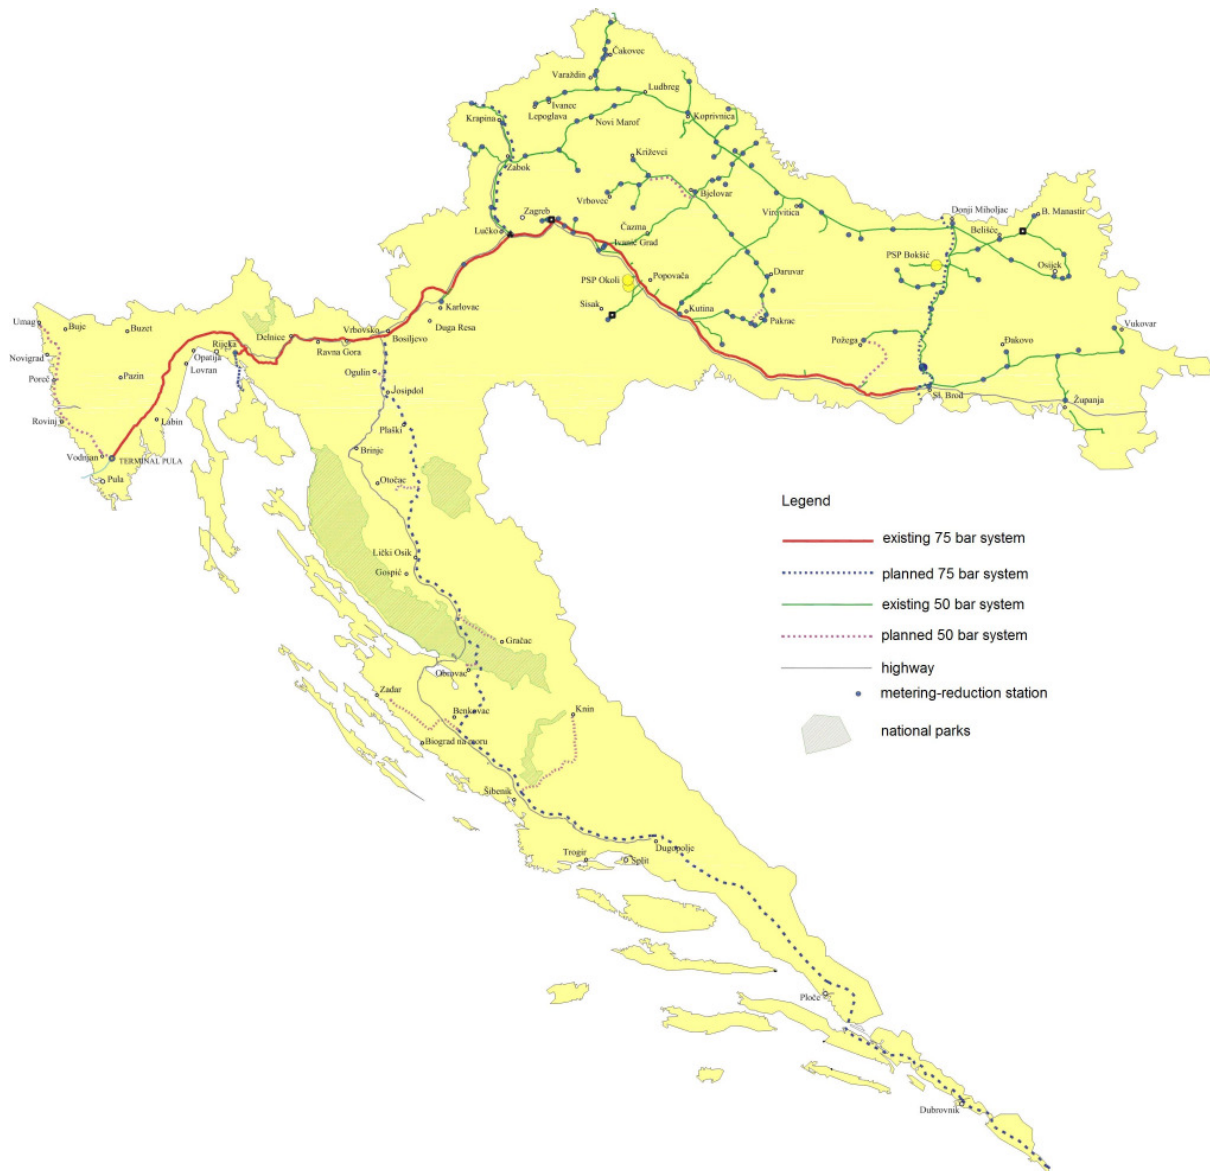 Čakovec
Varaždin
Ludbreg
Ivanec
Lepoglava
Krapina
Novi Marof
Koprivnica
Križevci
Zabok
Vrbovec
Bjelovar
Virovitica
Zagreb
Lučko
Čazma
Ivanić Grad
Donji Miholjac
B. Manastir
Belišće
PSP Bokšić
Osijek
PSP Okoli
Popovača
Daruvar
Sisak
Kutina
Pakrac
Karlovac
Duga Resa
Umag
Buje
Buzet
Delnice
Vrbovsko
Bosiljevo
Ravna Gora
Vukovar
Požega
Đakovo
Novigrad
Opatija
Rijeka
Lovran
Poreč
Pazin
Ogulin
Josipdol
Sl. Brod
Županja
Rovinj
Labin
Plaški
Vodnjan
TERMINAL PULA
Brinje
Pula
Otočac
Legend
existing 75 bar system
planned 75 bar system
existing 50 bar system
planned 50 bar system
highway
metering-reduction station
national parks
Lički Osik
Gospić
Gračac
Obrovac
Zadar
Benkovac
Knin
Biograd na moru
Šibenik
Trogir
Split
Dugopolje
Ploče
Dubrovnik